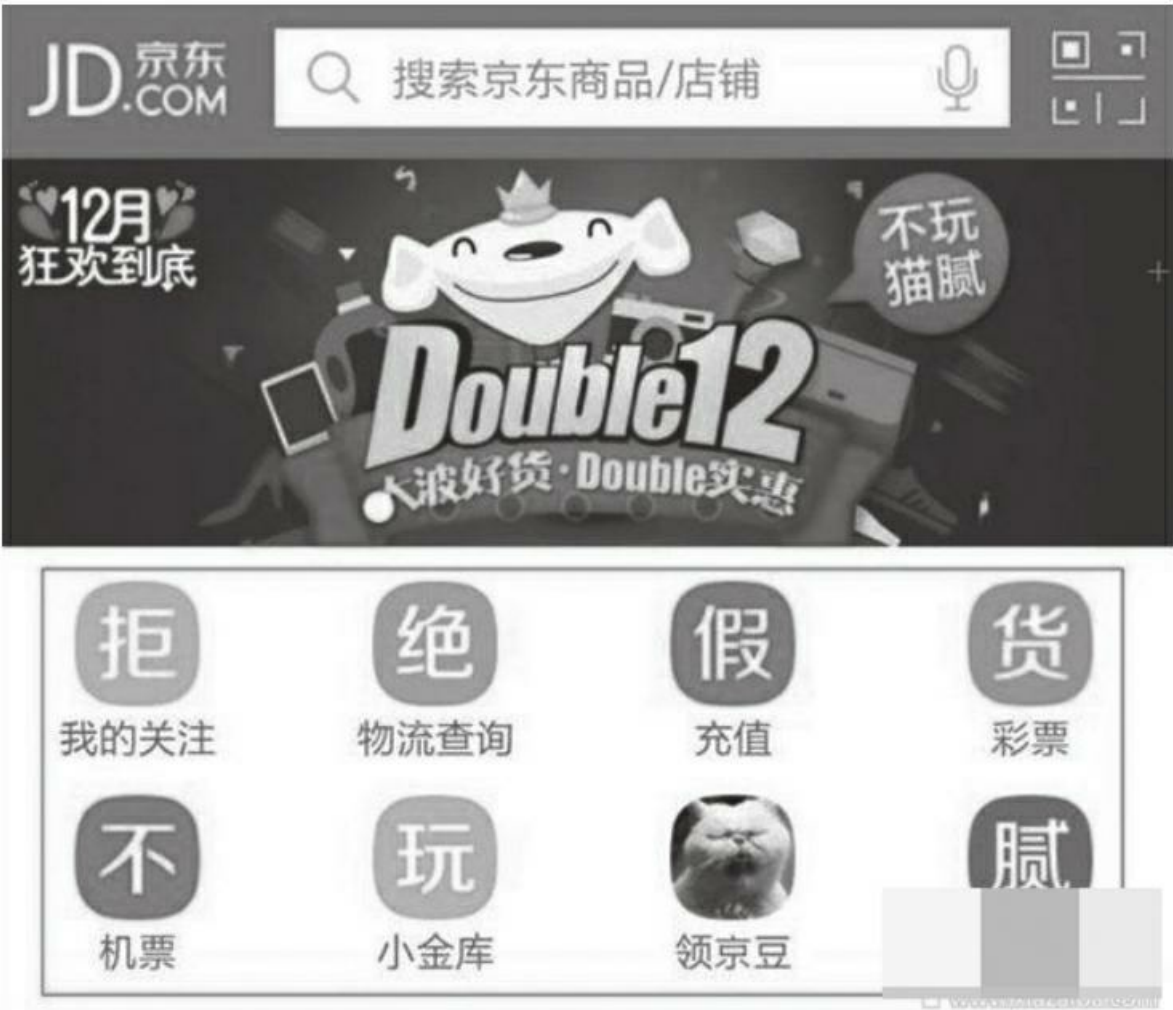 JD.京东
.COM
搜索京东商品/店铺
12月
狂欢到底
不玩
猫腻
Double12
大波好货·Double实惠
拒 绝 假 货
我的关注 物流查询 充值 彩票
不 玩 腻
机票 小金库 领京豆